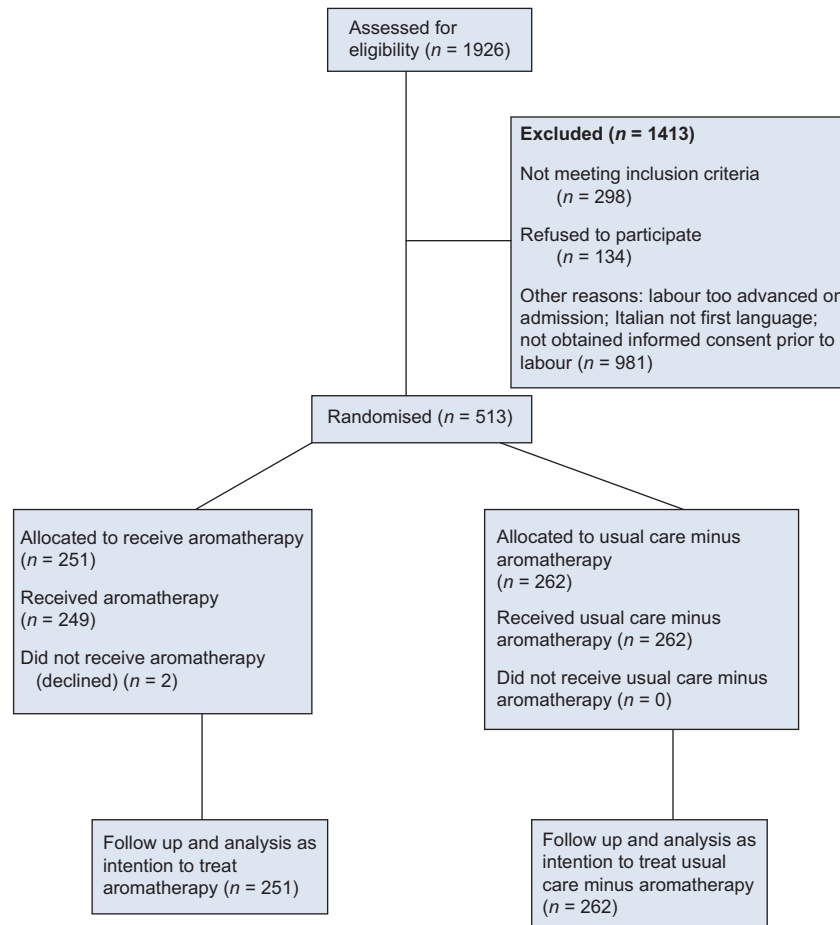 Assessed for
eligibility (n = 1926)
Excluded (n = 1413)
Not meeting inclusion criteria
(n = 298)
Refused to participate
(n = 134)
Other reasons: labour too advanced on
admission; Italian not first language;
not obtained informed consent prior to
labour (n = 981)
Randomised (n = 513)
Allocated to receive aromatherapy
(n = 251)
Received aromatherapy
(n = 249)
Did not receive aromatherapy
(declined) (n = 2)
Allocated to usual care minus
aromatherapy
(n = 262)
Received usual care minus
aromatherapy (n = 262)
Did not receive usual care minus
aromatherapy (n = 0)
Follow up and analysis as
intention to treat
aromatherapy (n = 251)
Follow up and analysis as
intention to treat usual
care minus aromatherapy
(n = 262)